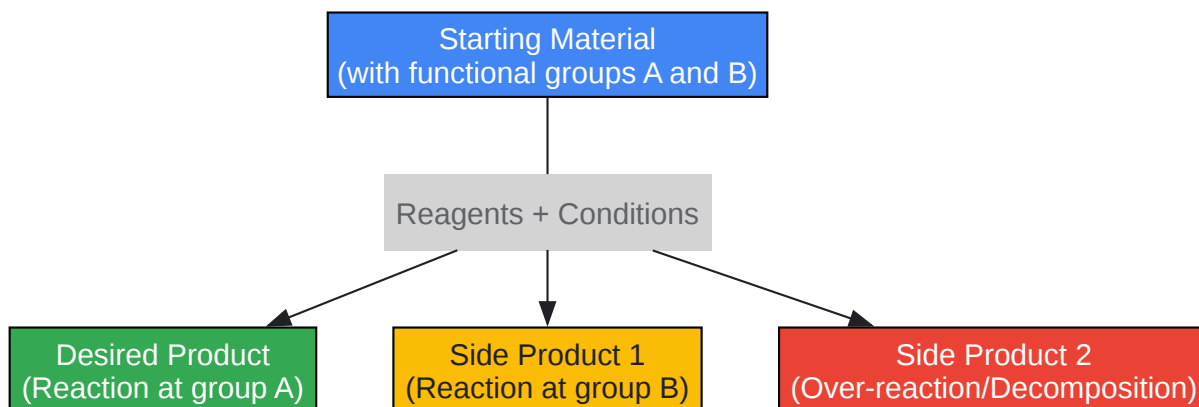 Starting Material
(with functional groups A and B)
Reagents + Conditions
Desired Product
(Reaction at group A)
Side Product 1
(Reaction at group B)
Side Product 2
(Over-reaction/Decomposition)